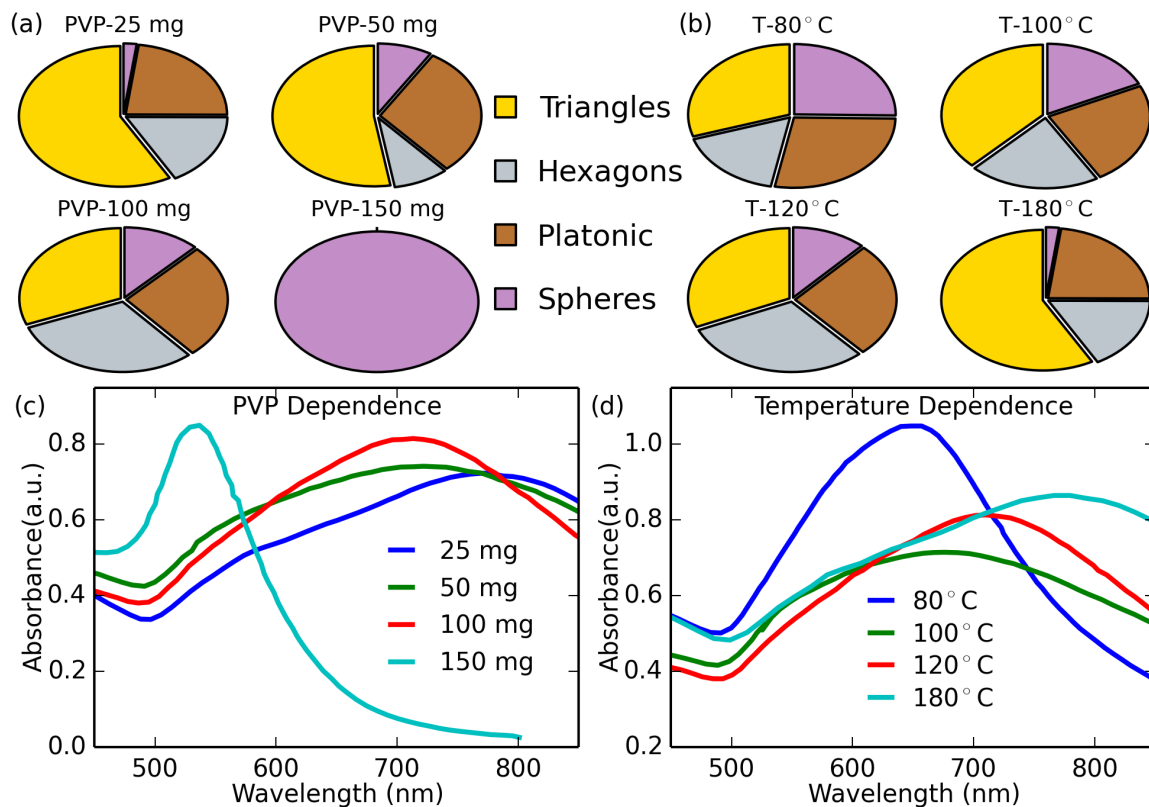 (a)
PVP-25 mg
PVP-50 mg
PVP-100 mg
PVP-150 mg
Triangles
Hexagons
Platonic
Spheres
(b)
T-80°C
T-100°C
T-120°C
T-180°C
(c)
PVP Dependence
Absorbance(a.u.)
0.8
0.6
0.4
0.2
0.0
25 mg
50 mg
100 mg
150 mg
500
600
700
800
Wavelength (nm)
(d)
Temperature Dependence
Absorbance(a.u.)
1.0
0.8
0.6
0.4
0.2
80°C
100°C
120°C
180°C
500
600
700
800
Wavelength (nm)